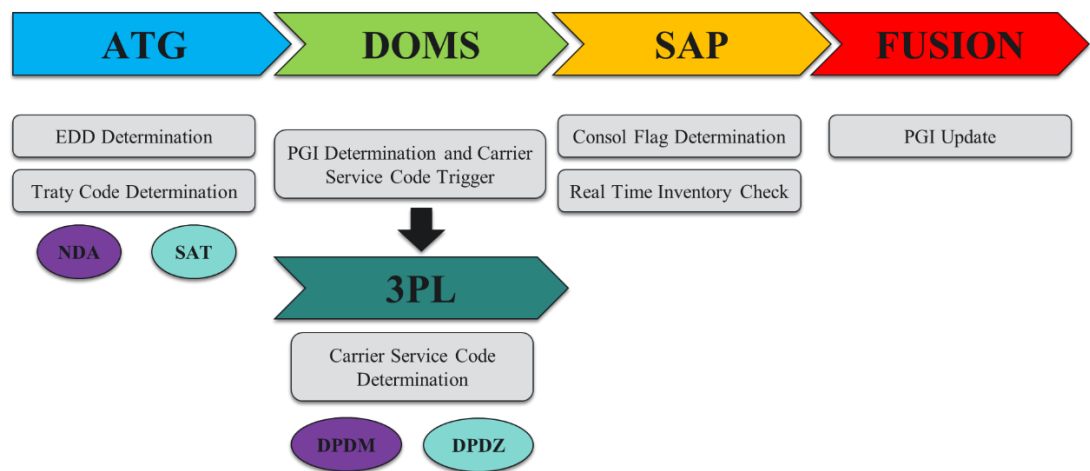 ATG
DOMS
SAP
FUSION
EDD Determination
Traty Code Determination
NDA
SAT
PGI Determination and Carrier
Service Code Trigger
3PL
Carrier Service Code
Determination
DPDM
DPDZ
Consol Flag Determination
Real Time Inventory Check
PGI Update